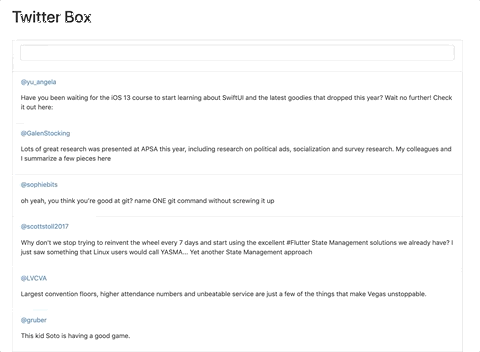 Twitter Box
@yu_angela
Have you been waiting for the iOS 13 course to start learning about SwiftUI and the latest goodies that dropped this year? Wait no further! Check
it out here:
@GalenStocking
Lots of great research was presented at APSA this year, including research on political ads, socialization and survey research. My colleagues and
I summarize a few pieces here
@sophiebits
oh yeah, you think you're good at git? name ONE git command without screwing it up
@scottstoll2017
Why don't we stop trying to reinvent the wheel every 7 days and start using the excellent #Flutter State Management solutions we already have? I
just saw something that Linux users would call YASMA... Yet another State Management approach
@LVCVA
Largest convention floors, higher attendance numbers and unbeatable service are just a few of the things that make Vegas unstoppable.
@gruber
This kid Soto is having a good game.